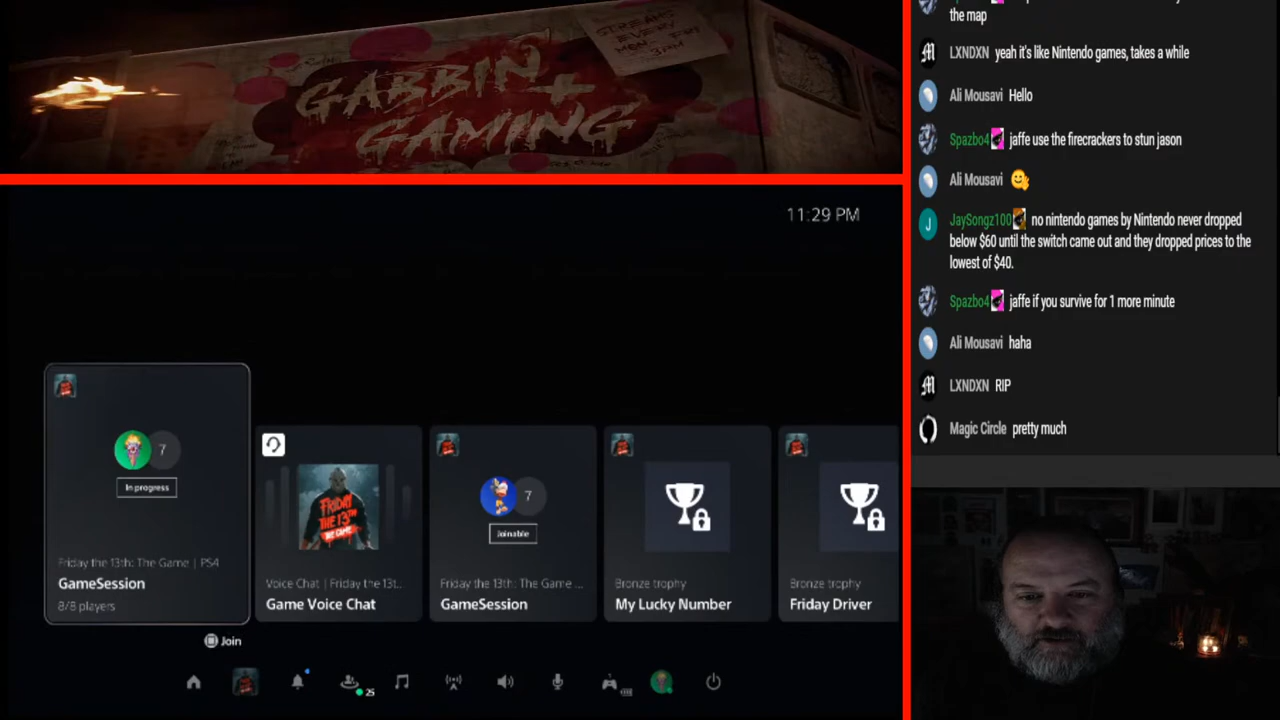 STREAMS
EVERY
MON
GABBIN +
GAMING
11:29 PM
7
In progress
Friday the 13th: The Game | PS4
GameSession
8/8 players
Join
FRIDAY
THE 13TH
THE GAME
Voice Chat | Friday the 13t...
Game Voice Chat
7
Joinable
Friday the 13th: The Game ...
GameSession
Bronze trophy
My Lucky Number
Bronze trophy
Friday Driver
25
the map
LXNDXN yeah it's like Nintendo games, takes a while
Ali Mousavi Hello
Spazbo4 jaffe use the firecrackers to stun jason
Ali Mousavi
J
JaySongz100 no nintendo games by Nintendo never dropped
below $60 until the switch came out and they dropped prices to the
lowest of $40.
Spazbo4 jaffe if you survive for 1 more minute
Ali Mousavi haha
LXNDXN RIP
Magic Circle pretty much